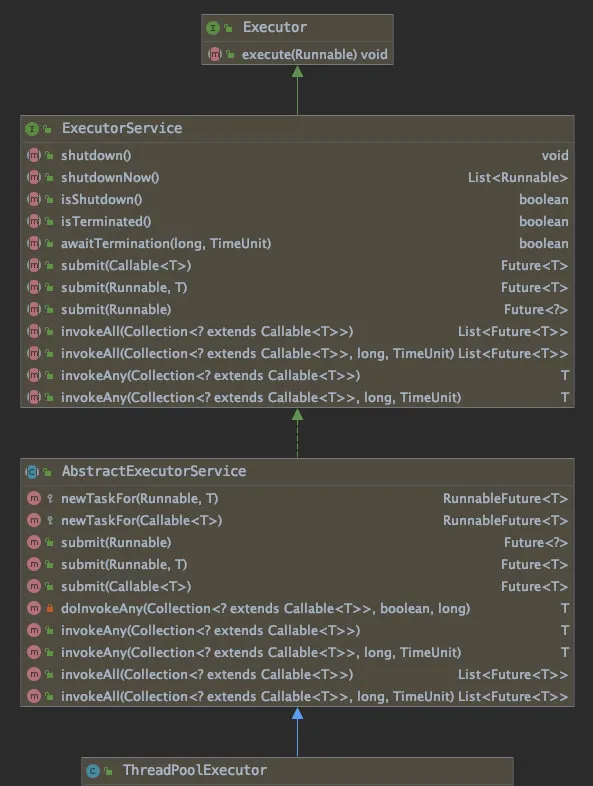 Executor
execute(Runnable) void
ExecutorService
shutdown() void
shutdownNow() List<Runnable>
isShutdown() boolean
isTerminated() boolean
awaitTermination(long, TimeUnit) boolean
submit(Callable<T>) Future<T>
submit(Runnable, T) Future<T>
submit(Runnable) Future<?>
invokeAll(Collection<? extends Callable<T>>) List<Future<T>>
invokeAll(Collection<? extends Callable<T>>, long, TimeUnit) List<Future<T>>
invokeAny(Collection<? extends Callable<T>>) T
invokeAny(Collection<? extends Callable<T>>, long, TimeUnit) T
AbstractExecutorService
newTaskFor(Runnable, T) RunnableFuture<T>
newTaskFor(Callable<T>) RunnableFuture<T>
submit(Runnable) Future<?>
submit(Runnable, T) Future<T>
submit(Callable<T>) Future<T>
doInvokeAny(Collection<? extends Callable<T>>, boolean, long) T
invokeAny(Collection<? extends Callable<T>>) T
invokeAny(Collection<? extends Callable<T>>, long, TimeUnit) T
invokeAll(Collection<? extends Callable<T>>) List<Future<T>>
invokeAll(Collection<? extends Callable<T>>, long, TimeUnit) List<Future<T>>
ThreadPoolExecutor